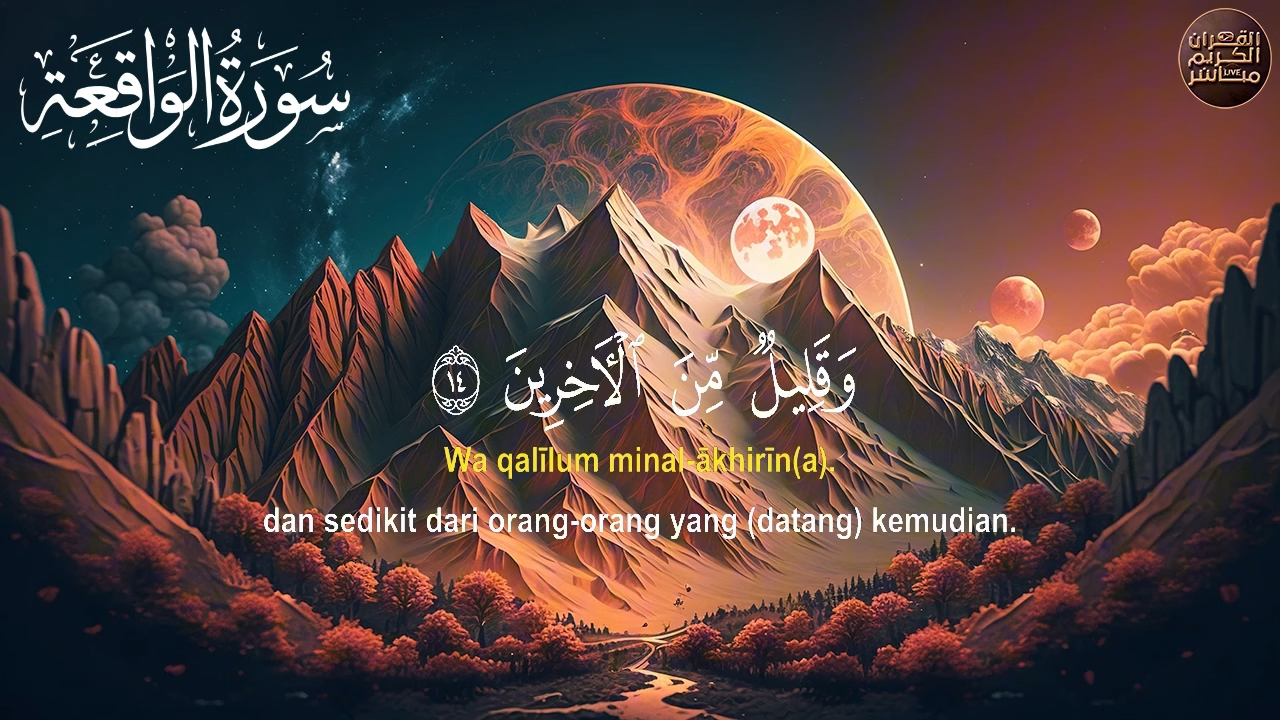 سُورَةُ الوَاقِعَةِ
القران
الكريم
LIVE
مباشر
وَقَلِيلٌ مِّنَ ٱلْأَخِرِينَ ١٤
Wa qalīlum minal-ākhirīn(a).
dan sedikit dari orang-orang yang (datang) kemudian.